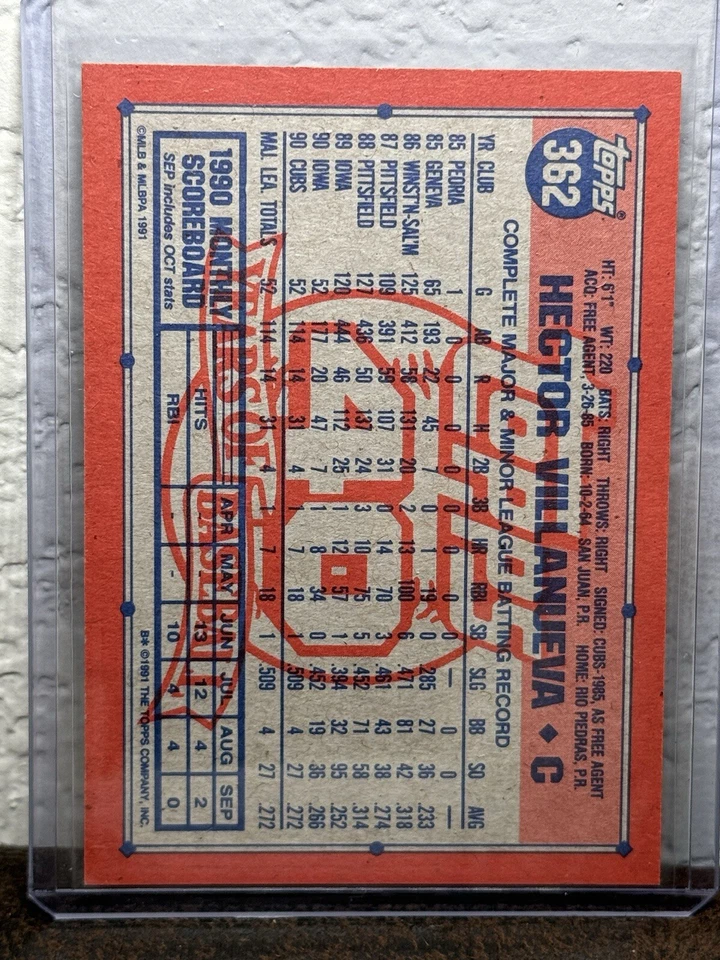 topps®
362
HT: 6'1" WT: 220 BATS: RIGHT THROWS: RIGHT SIGNED: CUBS-1985, AS FREE AGENT
ACQ: FREE AGENT, 3-28-85 BORN: 10-2-64 SAN JUAN, P.R. HOME: RIO PIEDRAS, P.R.
HECTOR VILLANUEVA ♦ C
COMPLETE MAJOR & MINOR LEAGUE BATTING RECORD
YR CLUB G AB R H 2B 3B HR RBI SB SLG BB SO AVG
85 PEORIA 1 0 0 0 0 0 0 0 0 — 0 0 —
85 GENEVA 65 193 22 45 7 0 1 19 0 .285 27 36 .233
86 WINST'N-SAL'M 125 412 58 131 20 2 13 100 6 .471 81 42 .318
87 PITTSFIELD 109 391 59 107 31 0 14 70 3 .461 43 38 .274
88 PITTSFIELD 127 436 50 137 24 3 10 75 5 .452 71 58 .314
89 IOWA 120 444 46 112 25 1 12 57 1 .394 32 95 .252
90 IOWA 52 177 20 47 7 1 8 34 0 .452 19 36 .266
90 CUBS 52 114 14 31 4 1 7 18 1 .509 4 27 .272
MAJ. LEA. TOTALS 52 114 14 31 4 1 7 18 1 .509 4 27 .272
topps
40
YEARS OF BASEBALL
1990 MONTHLY
SCOREBOARD
SEP includes OCT stats
APR MAY JUN JUL AUG SEP
HITS - - 13 12 4 2
RBI - - 10 4 4 0
©MLB & MLBPA 1991
B* ©1991 THE TOPPS COMPANY, INC.